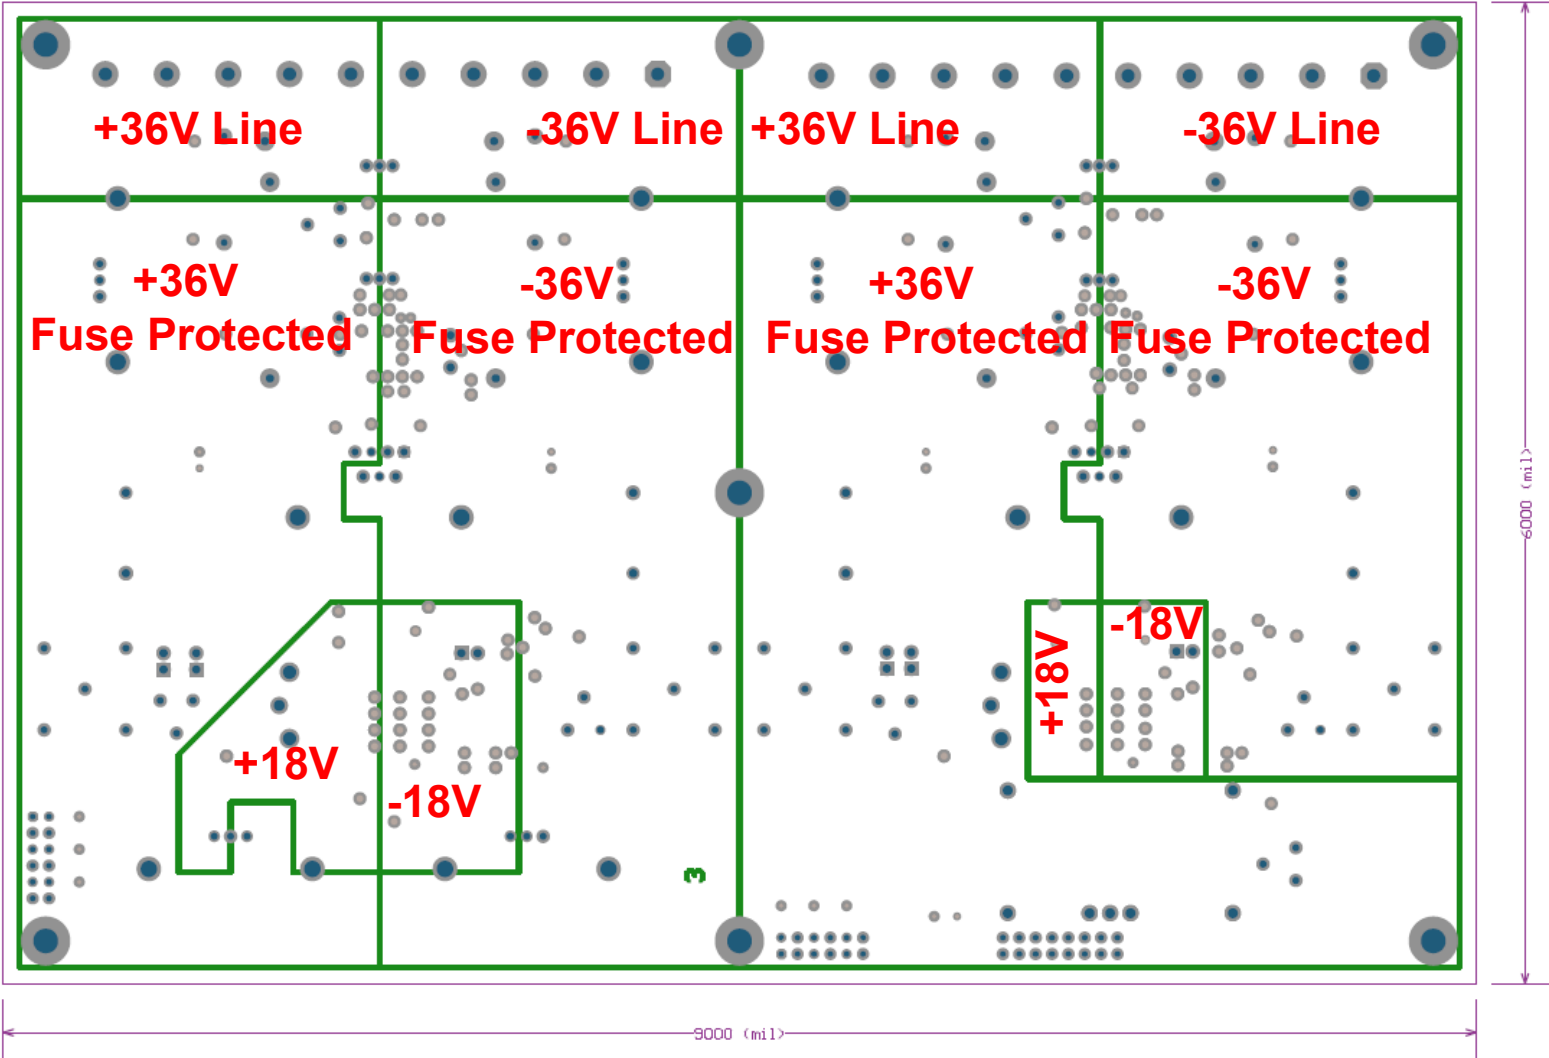 +36V Line
-36V Line
+36V Line
-36V Line
+36V
Fuse Protected
-36V
Fuse Protected
+36V
Fuse Protected
-36V
Fuse Protected
+18V
-18V
+18V
-18V
3
6000 (mil)
9000 (mil)